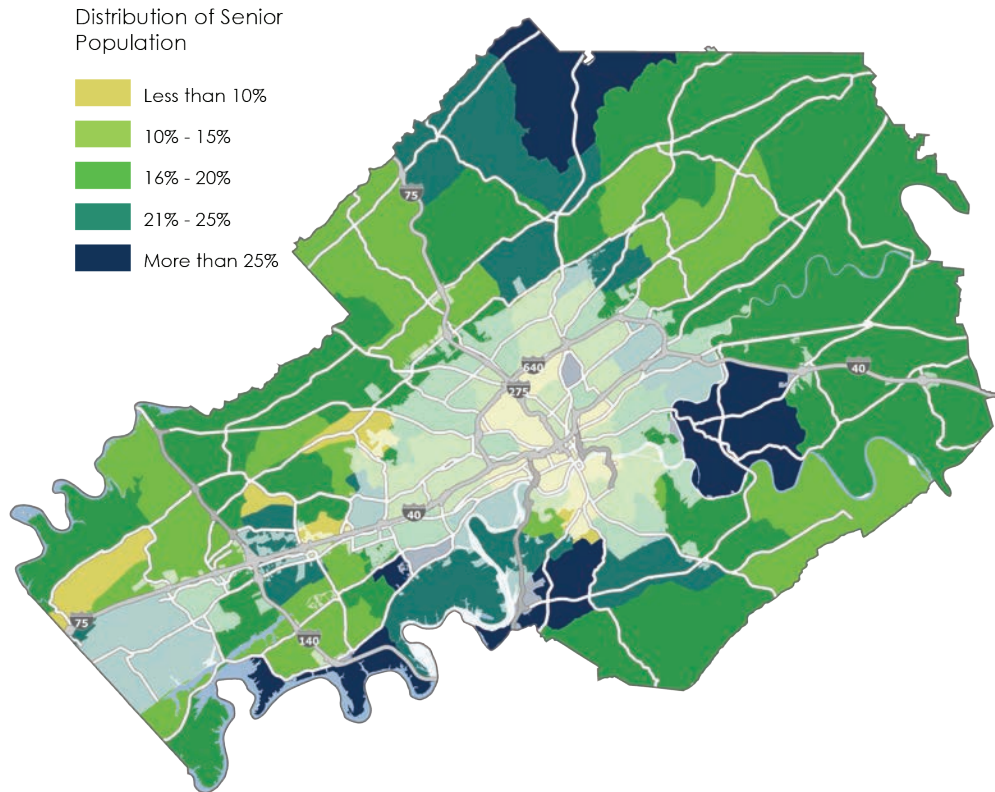 Distribution of Senior
Population
Less than 10%
10% - 15%
16% - 20%
21% - 25%
More than 25%
75
640
275
40
40
75
140